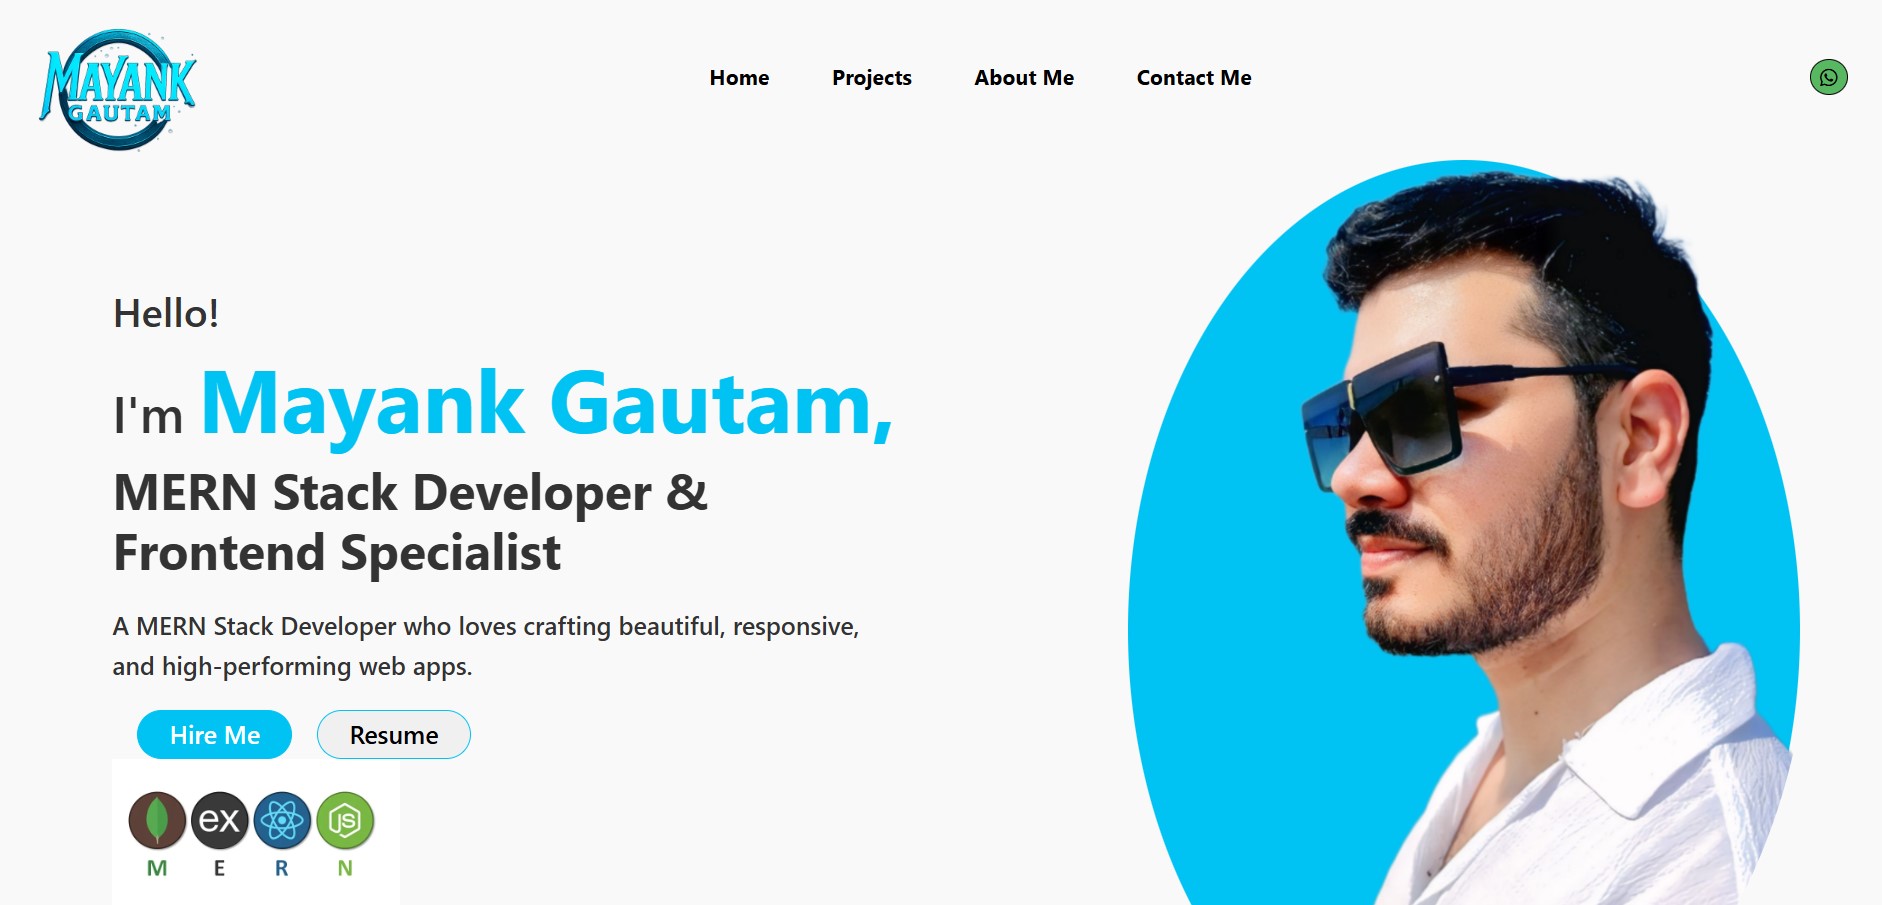 MAYANK
GAUTAM
Home Projects About Me Contact Me
Hello!
I'm Mayank Gautam,
MERN Stack Developer &
Frontend Specialist
A MERN Stack Developer who loves crafting beautiful, responsive,
and high-performing web apps.
Hire Me Resume
ex JS
M E R N